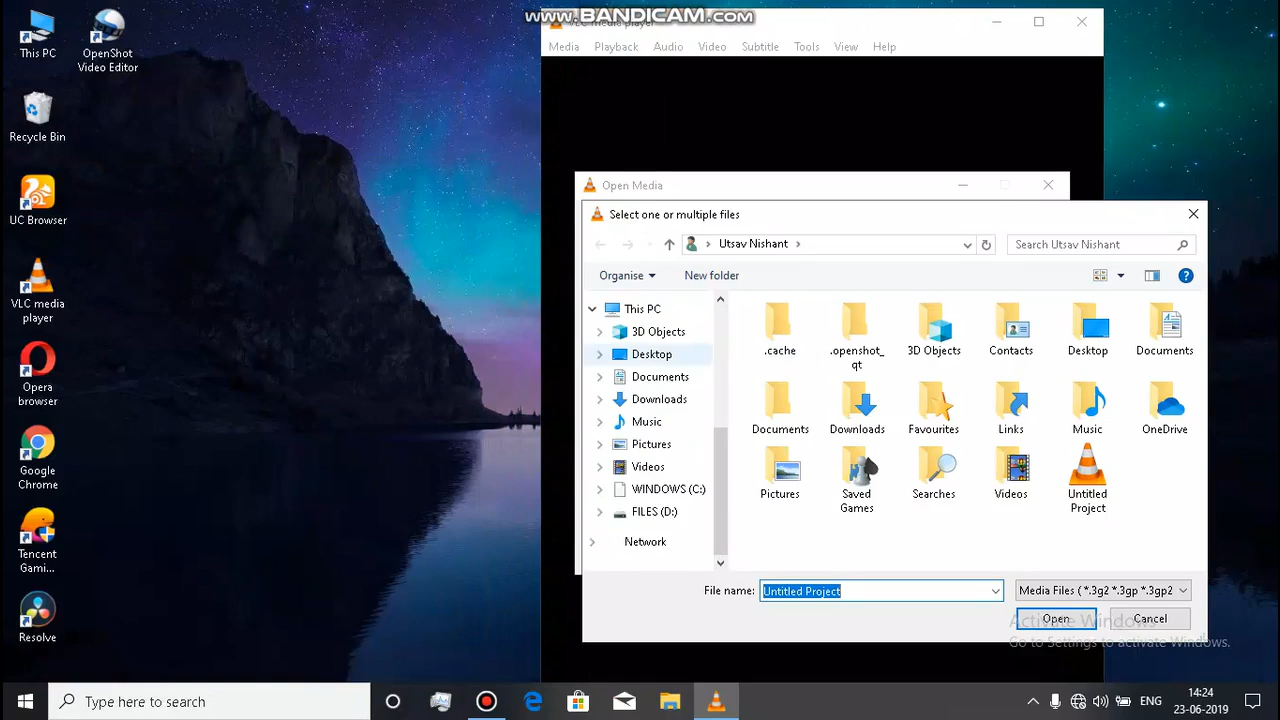 www.BANDICAM.com
VLC media player
Media Playback Audio Video Subtitle Tools View Help
This PC
OpenShot
Video Editor
Recycle Bin
UC Browser
VLC media
player
Opera
browser
Google
Chrome
Tencent
Gami...
Resolve
Open Media
Select one or multiple files
Utsav Nishant
Search Utsav Nishant
Organise
New folder
This PC
3D Objects
Desktop
Documents
Downloads
Music
Pictures
Videos
WINDOWS (C:)
FILES (D:)
Network
.cache
.openshot_
qt
3D Objects
Contacts
Desktop
Documents
Documents
Downloads
Favourites
Links
Music
OneDrive
Pictures
Saved
Games
Searches
Videos
Untitled
Project
File name: Untitled Project
Media Files ( *.3g2 *.3gp *.3gp2
Open
Cancel
Activate Windows
Go to Settings to activate Windows.
Type here to search
ENG
14:24
23-06-2019